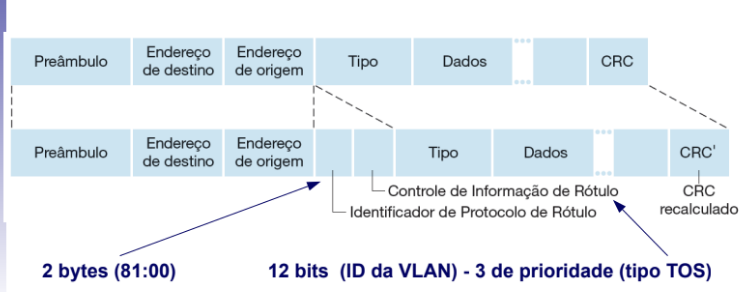 Preâmbulo
Endereço
de destino
Endereço
de origem
Tipo
Dados
CRC
Preâmbulo
Endereço
de destino
Endereço
de origem
Tipo
Dados
CRC'
Controle de Informação de Rótulo
Identificador de Protocolo de Rótulo
CRC
recalculado
2 bytes (81:00)
12 bits (ID da VLAN) - 3 de prioridade (tipo TOS)